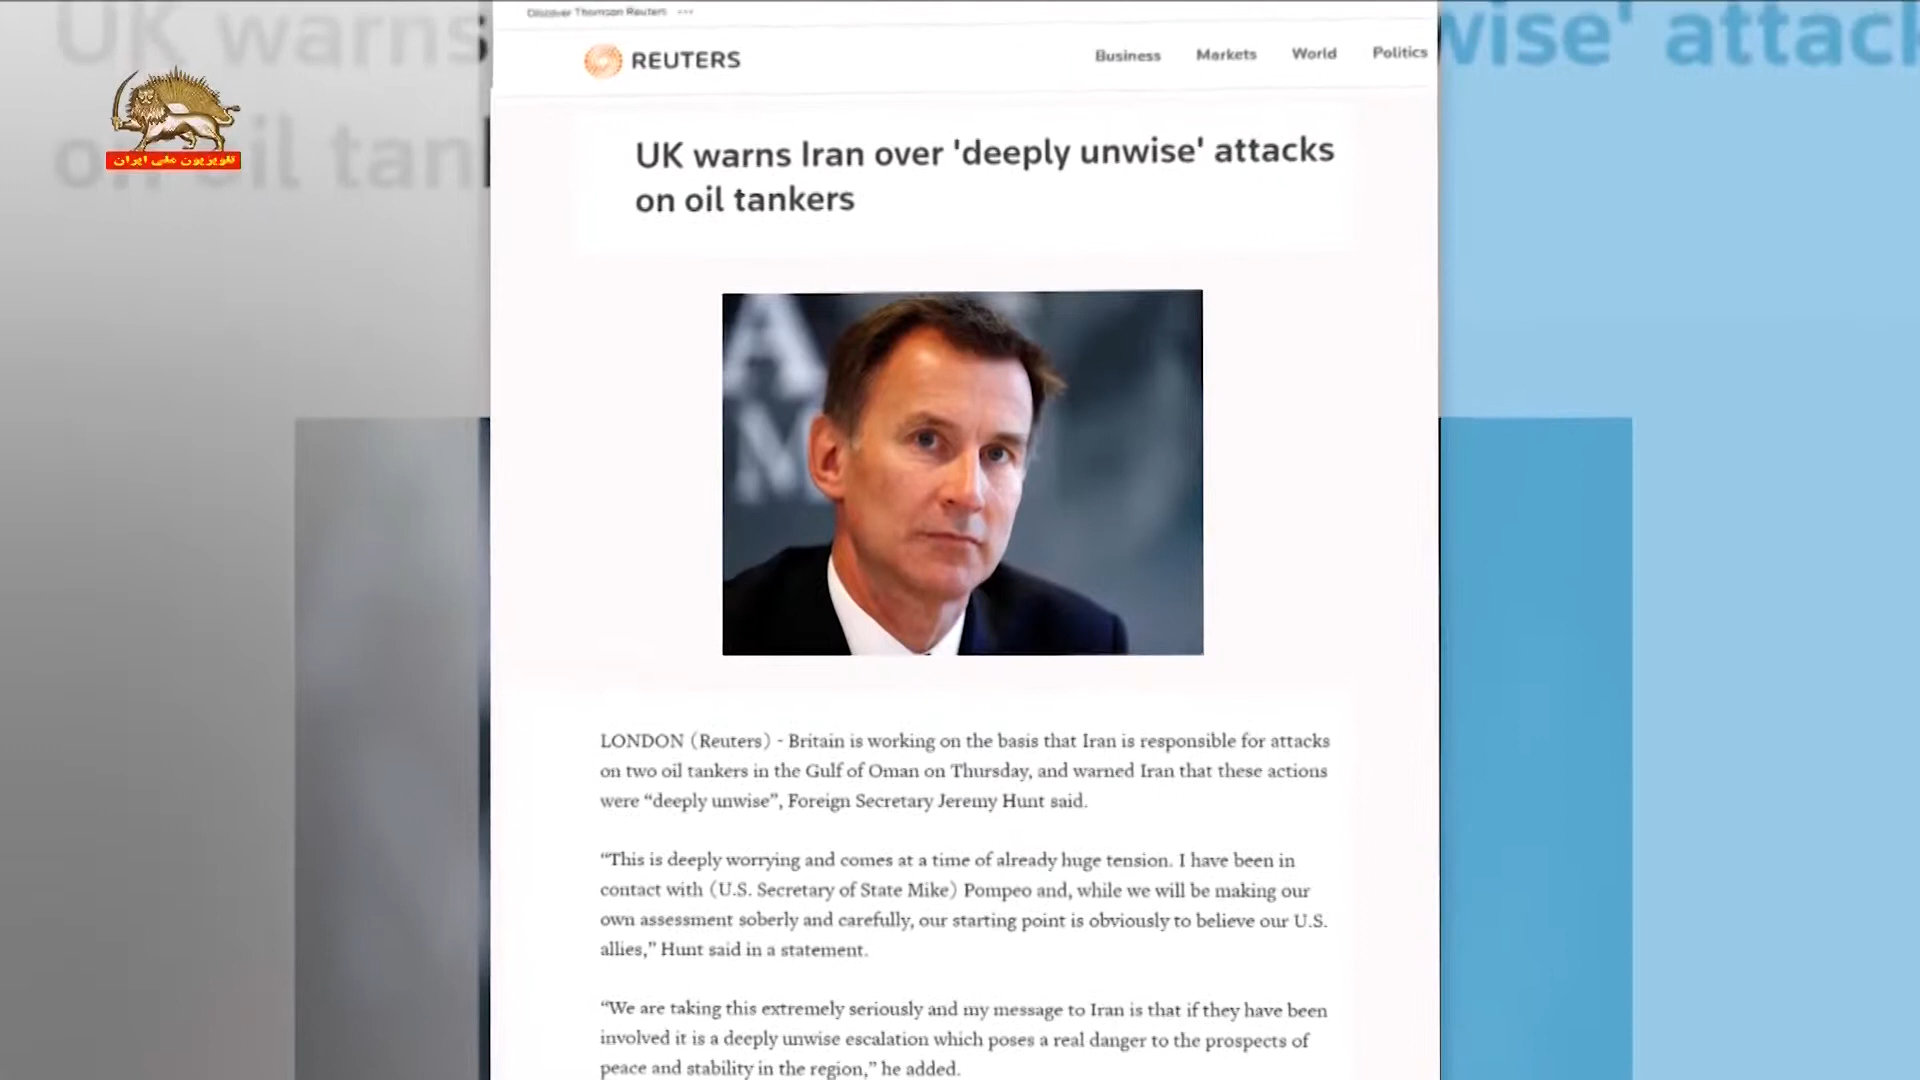 Discover Thomson Reuters
REUTERS
Business Markets World Politics
UK warns
on oil tan
wise' attack
تلویزیون ملی ایران
UK warns Iran over 'deeply unwise' attacks
on oil tankers
A
M
LONDON (Reuters) - Britain is working on the basis that Iran is responsible for attacks
on two oil tankers in the Gulf of Oman on Thursday, and warned Iran that these actions
were “deeply unwise”, Foreign Secretary Jeremy Hunt said.
“This is deeply worrying and comes at a time of already huge tension. I have been in
contact with (U.S. Secretary of State Mike) Pompeo and, while we will be making our
own assessment soberly and carefully, our starting point is obviously to believe our U.S.
allies,” Hunt said in a statement.
“We are taking this extremely seriously and my message to Iran is that if they have been
involved it is a deeply unwise escalation which poses a real danger to the prospects of
peace and stability in the region,” he added.